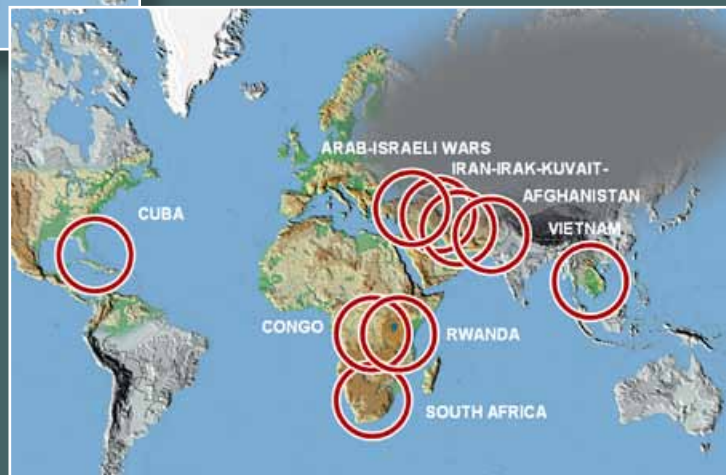 ARAB-ISRAELI WARS
IRAN-IRAK-KUVAIT-
AFGHANISTAN
CUBA
VIETNAM
CONGO
RWANDA
SOUTH AFRICA